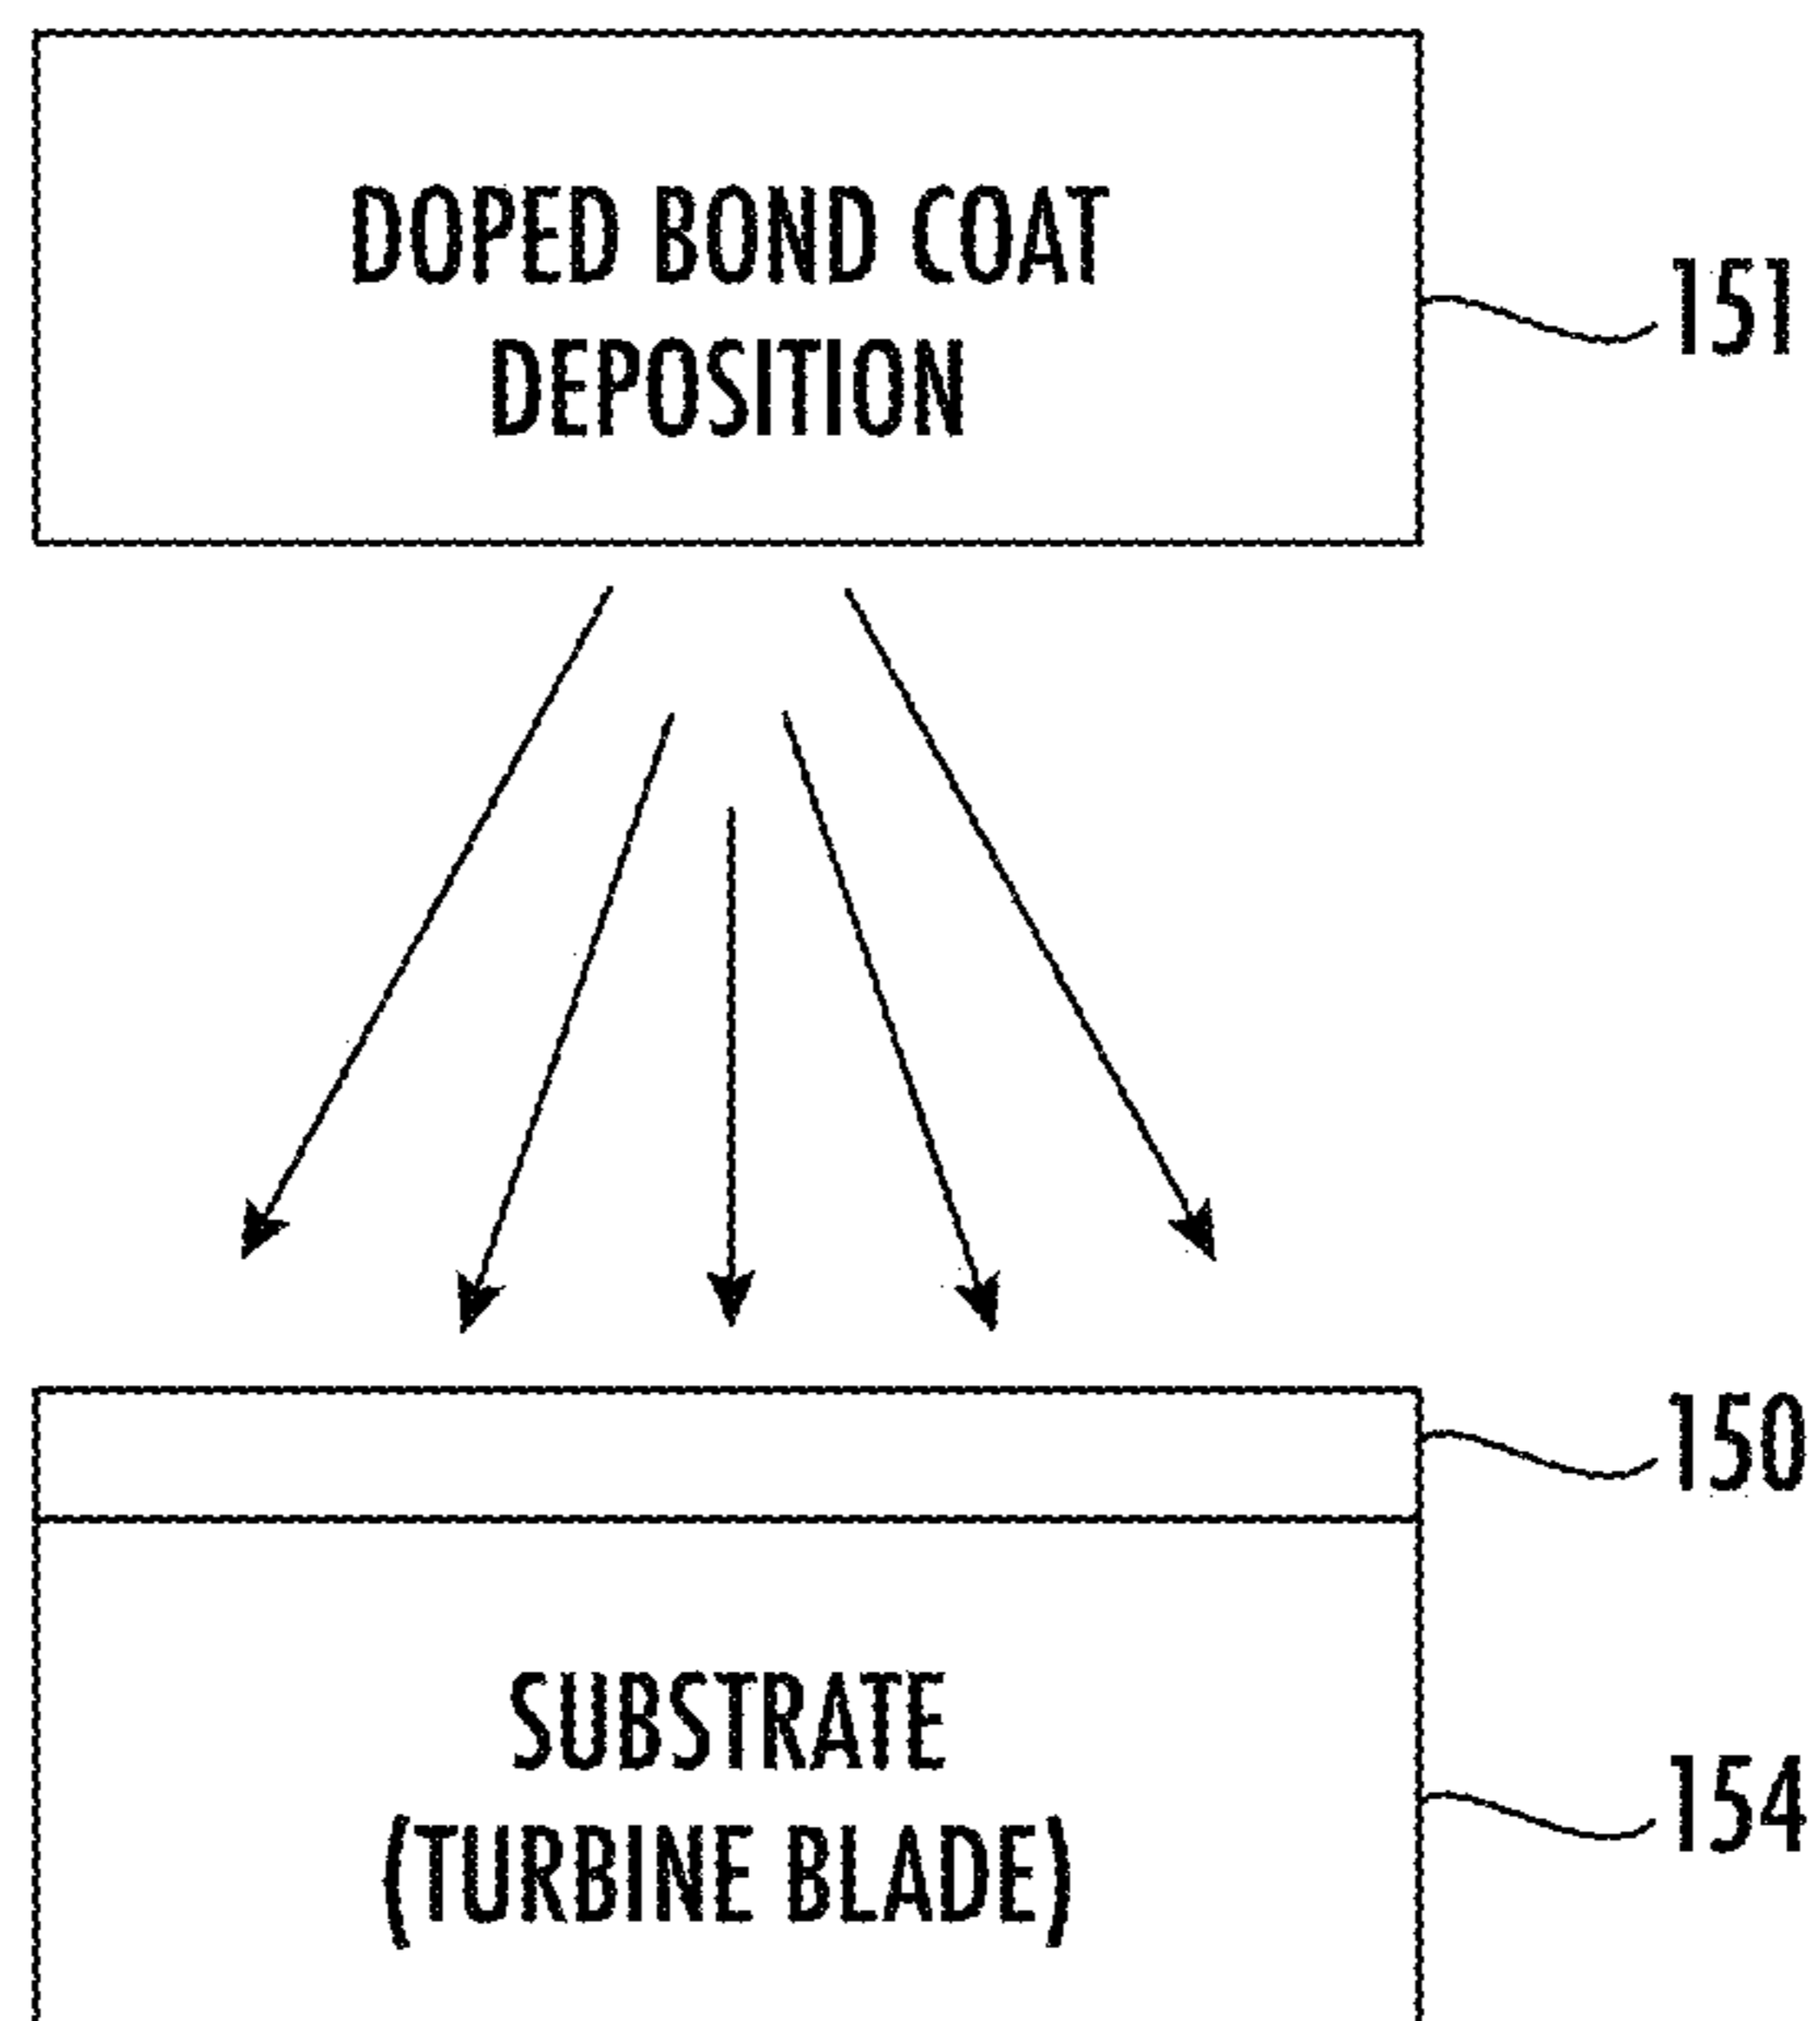 DOPED BOND COAT
DEPOSITION
151
150
SUBSTRATE
(TURBINE BLADE)
154